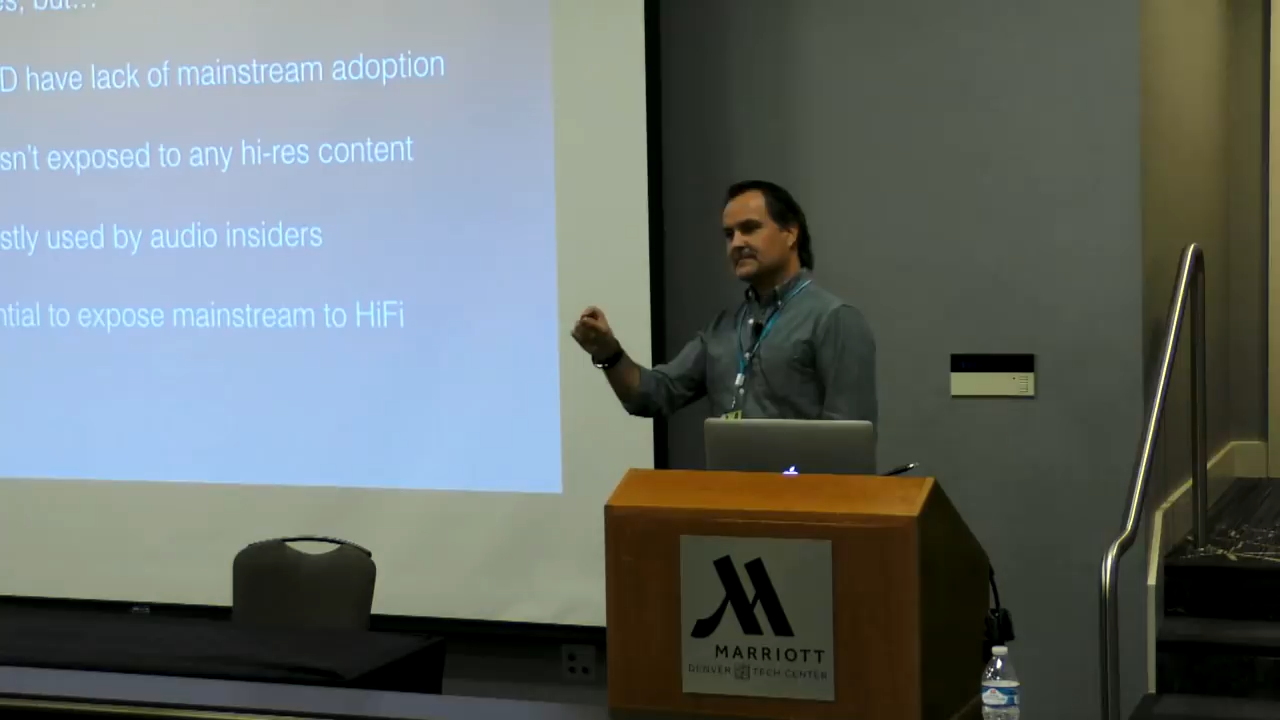 but...
D have lack of mainstream adoption
sn't exposed to any hi-res content
stly used by audio insiders
ntial to expose mainstream to HiFi
MARRIOTT
DENVER TECH CENTER